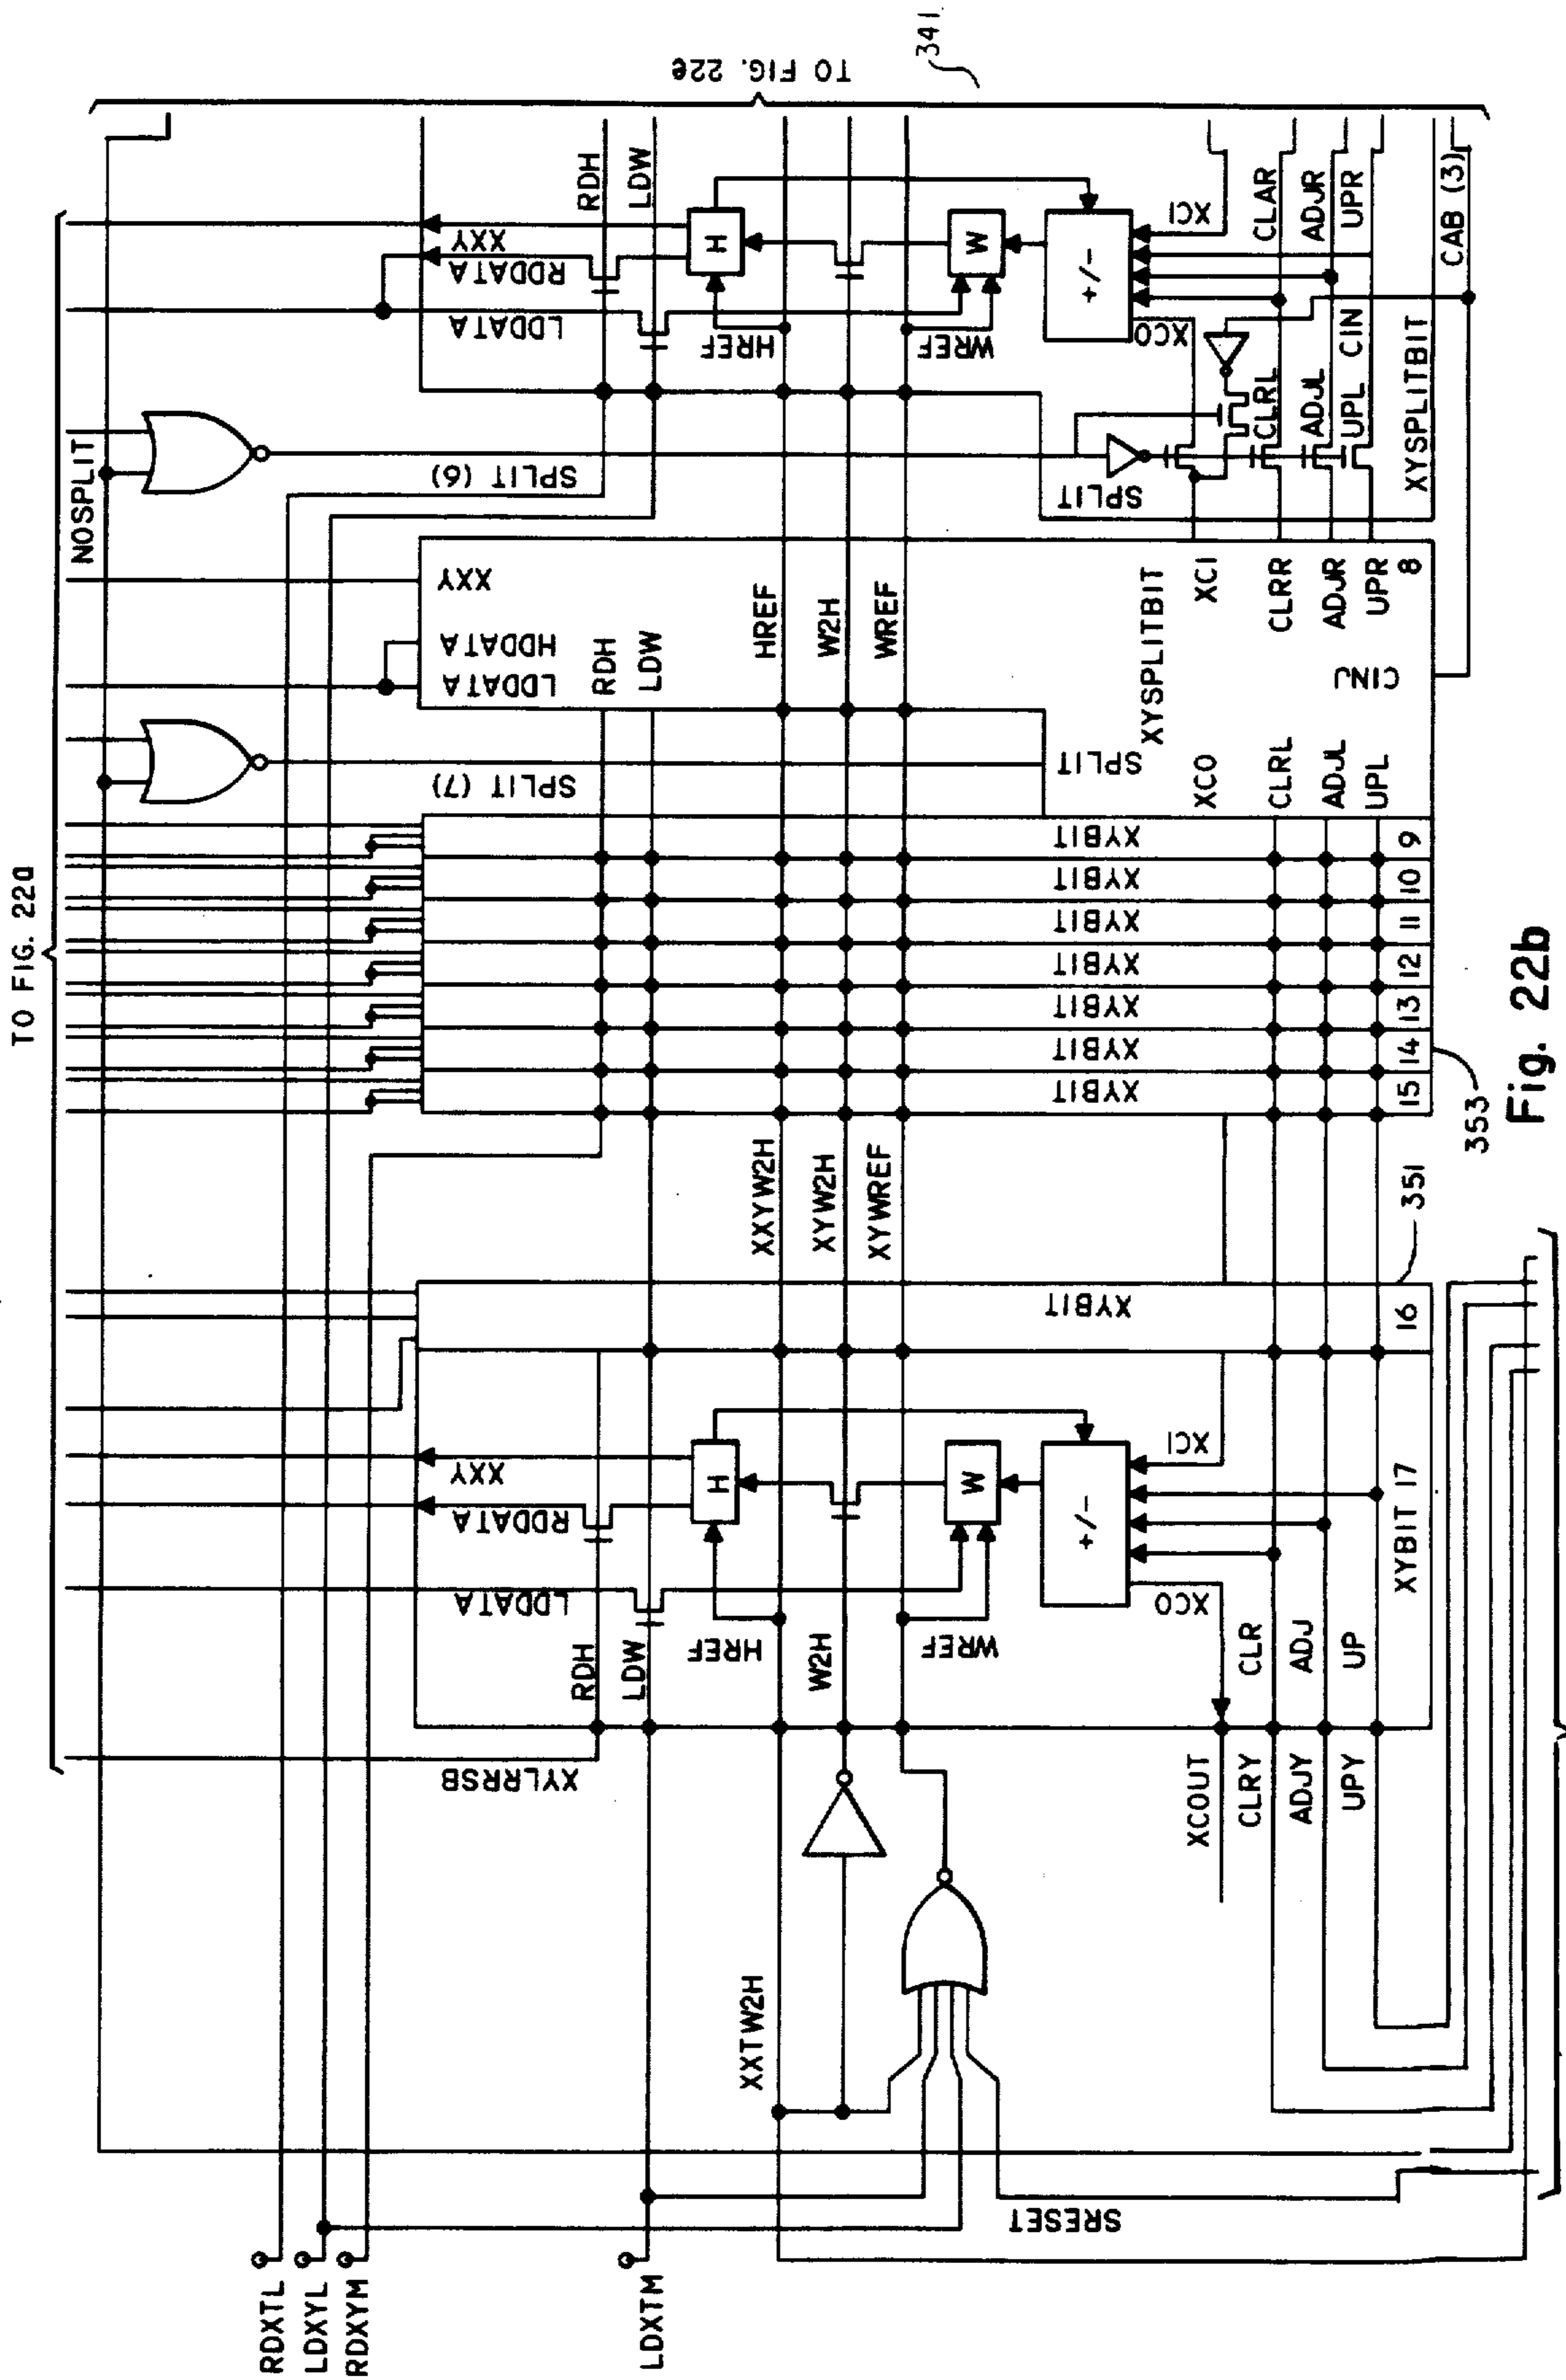 TO FIG. 22a
TO FIG. 22e
341
NOSPLIT
RDXTL
LDXYL
RDXYM
LDXTM
XYLRRSB
SRESET
XXTW2H
XCOUT
CLRY
ADJY
UPY
RDH
LDW
HREF
W2H
WREF
LDDATA
RDDATA
XXY
H
W
+/-
XCO
XCI
CLR
ADJ
UP
XYBIT 17
XYBIT
16
351
XXYW2H
XYW2H
XYWREF
XYBIT
XYBIT
XYBIT
XYBIT
XYBIT
XYBIT
XYBIT
15
14
13
12
11
10
9
353
SPLIT (7)
SPLIT
LDDATA
HDDATA
XXY
RDH
LDW
HREF
W2H
WREF
XYSPLITBIT
XCO
XCI
CLRL
CLRR
ADJL
ADJR
UPL
UPR
8
CINJ
SPLIT (6)
SPLIT
LDDATA
RDDATA
XXY
RDH
LDW
HREF
WREF
H
W
+/-
XCO
XCI
CLRL
CLAR
ADJL
ADJR
UPL
CIN
UPR
XYSPLITBIT
CAB (3)
Fig. 22b